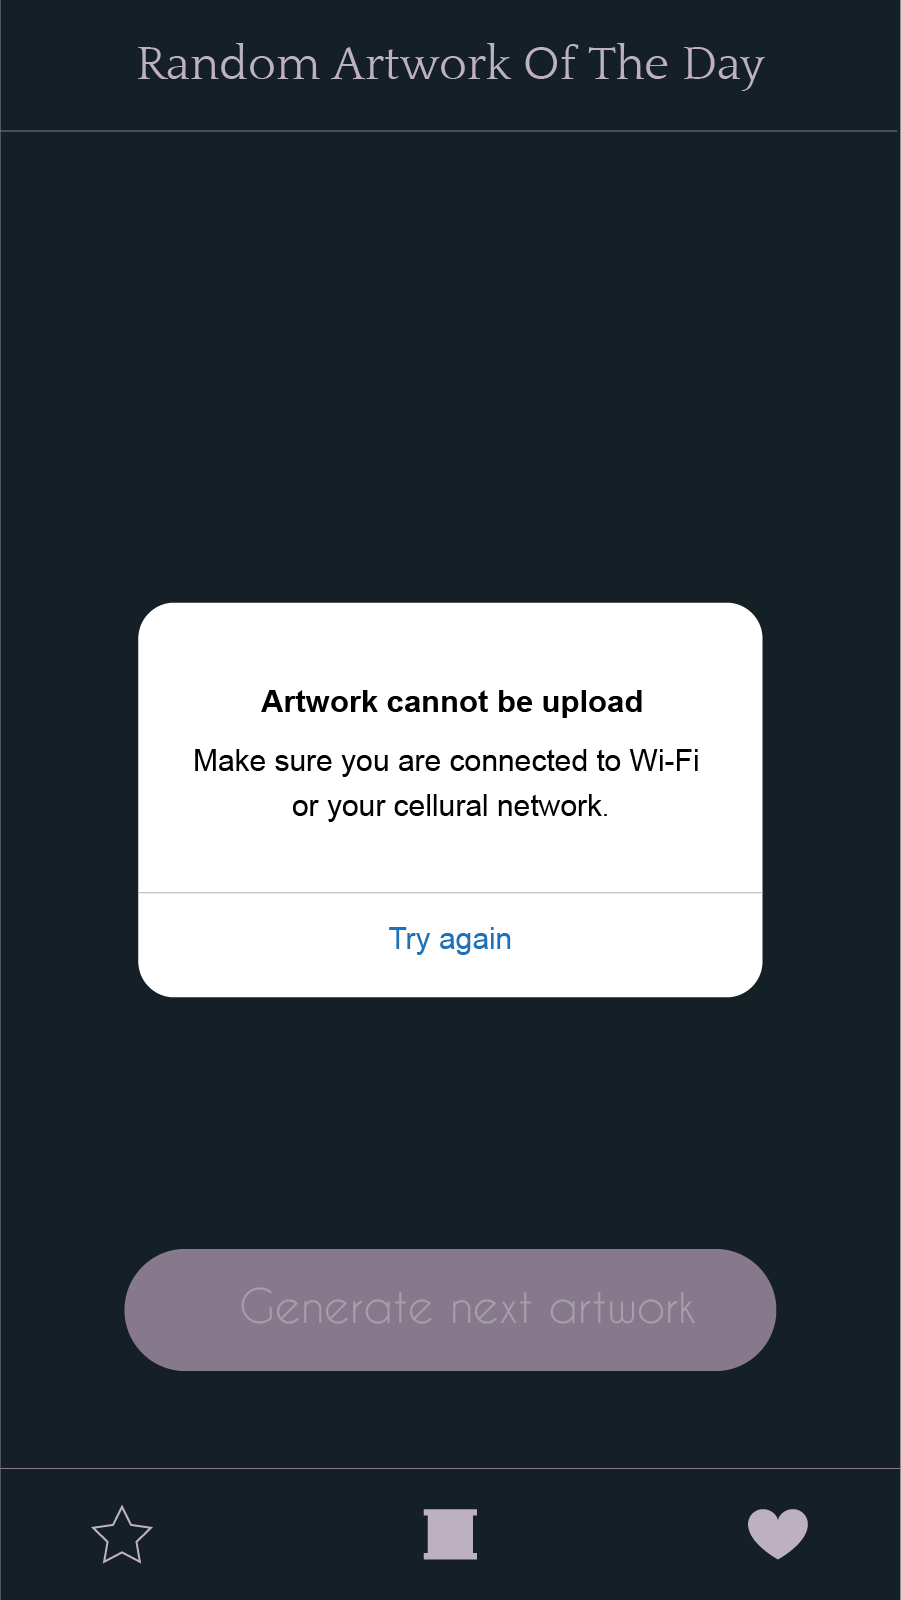 Random Artwork Of The Day
Artwork cannot be upload
Make sure you are connected to Wi-Fi
or your cellural network.
Try again
Generate next artwork